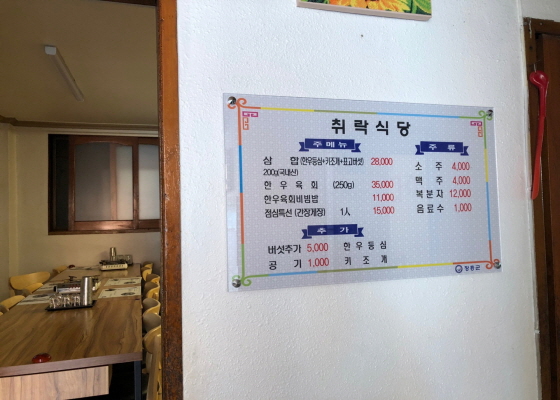 취락식당
주메뉴
삼 합(한우등심+키조개+표고버섯) 28,000
200g(국내산)
한우육회 (250g) 35,000
한우육회비빔밥 11,000
점심특선 (간장게장) 1人 15,000
추가
버섯추가 5,000 한우등심
공기 1,000 키조개
주류
소주 4,000
맥주 4,000
복분자 12,000
음료수 1,000
장흥군